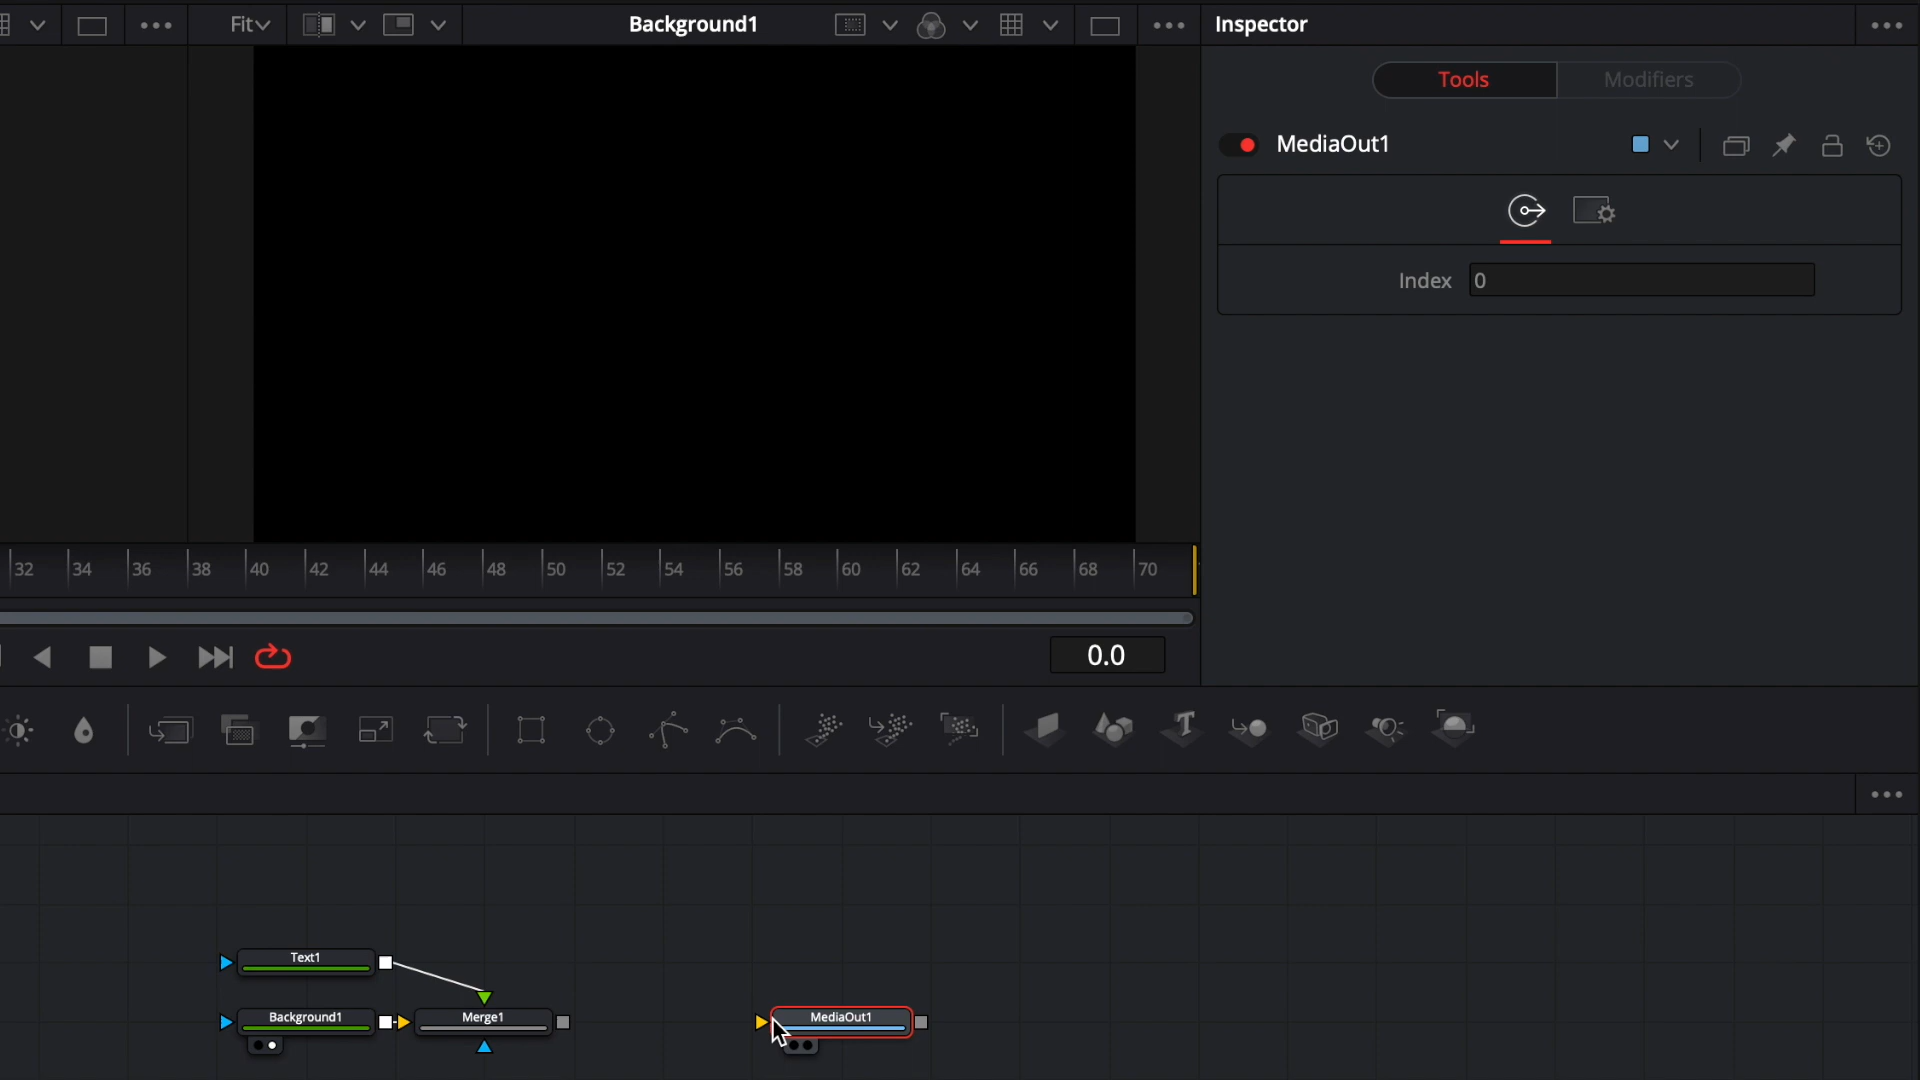 Fit
Background1
Inspector
Tools
Modifiers
MediaOut1
Index 0
32 34 36 38 40 42 44 46 48 50 52 54 56 58 60 62 64 66 68 70
0.0
Text1
Background1
Merge1
MediaOut1